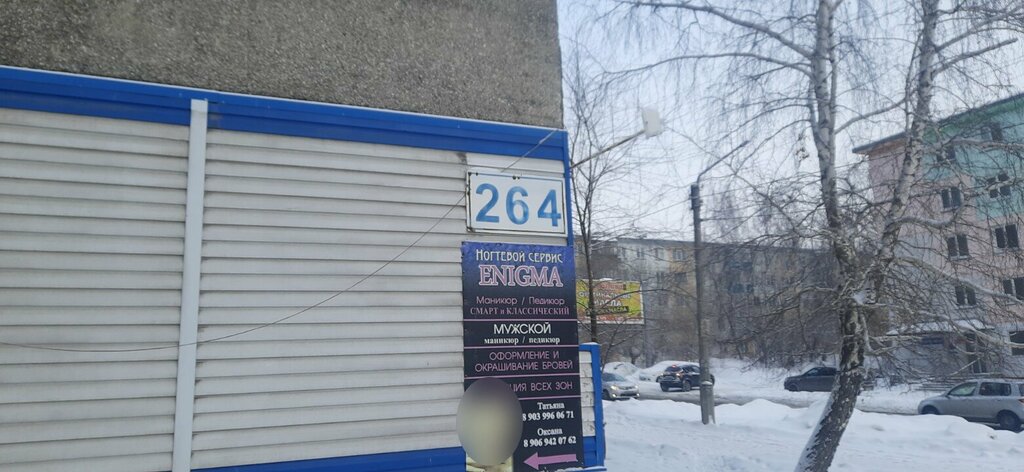 264
НОГТЕВОЙ СЕРВИС
ENIGMA
Маникюр / Педикюр
СМАРТ и КЛАССИЧЕСКИЙ
МУЖСКОЙ
маникюр / педикюр
ОФОРМЛЕНИЕ И
ОКРАШИВАНИЕ БРОВЕЙ
ВСЕХ ЗОН
Татьяна
8 903 996 06 71
Оксана
8 906 942 07 62